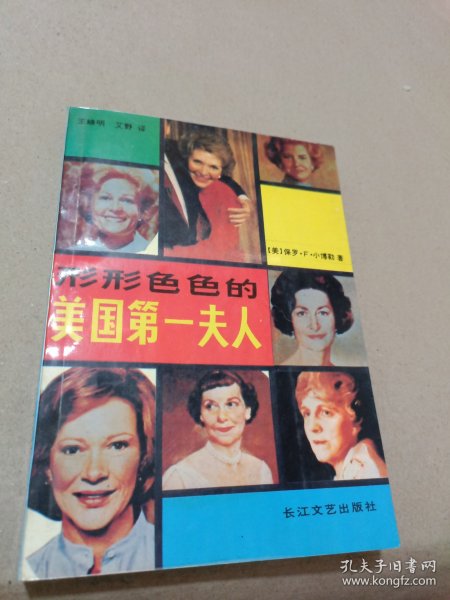 王绩明 艾野 译
[美]保罗·F·小博勒 著
形形色色的
美国第一夫人
长江文艺出版社
孔夫子旧书网
www.kongfz.com